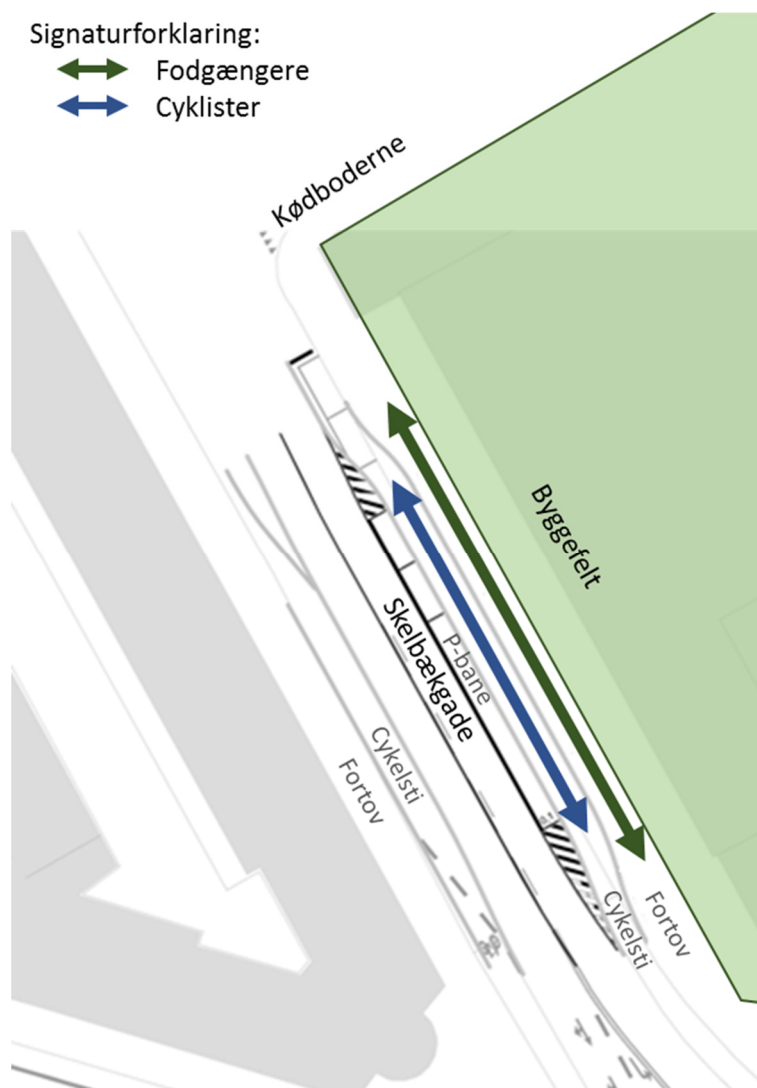 Signaturforklaring:
Fodgængere
Cyklister
Kødboderne
Byggefelt
Skelbækgade
P-bane
Cykelsti
Fortov
Cykelsti
Fortov